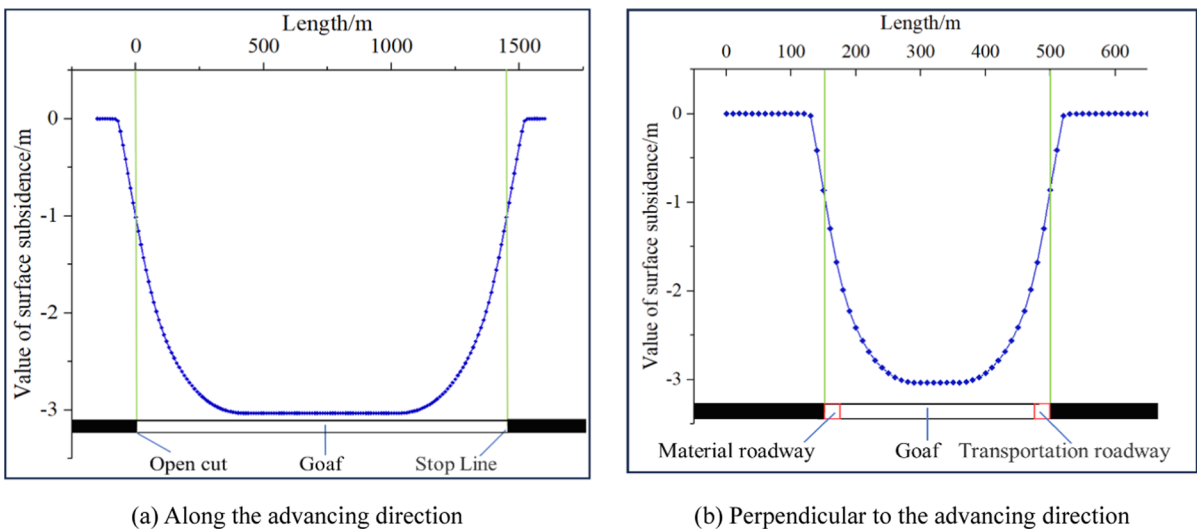 Length/m
0 500 1000 1500
Value of surface subsidence/m
0
-1
-2
-3
Open cut Goaf Stop Line
(a) Along the advancing direction
Length/m
0 100 200 300 400 500 600
Value of surface subsidence/m
0
-1
-2
-3
Material roadway Goaf Transportation roadway
(b) Perpendicular to the advancing direction